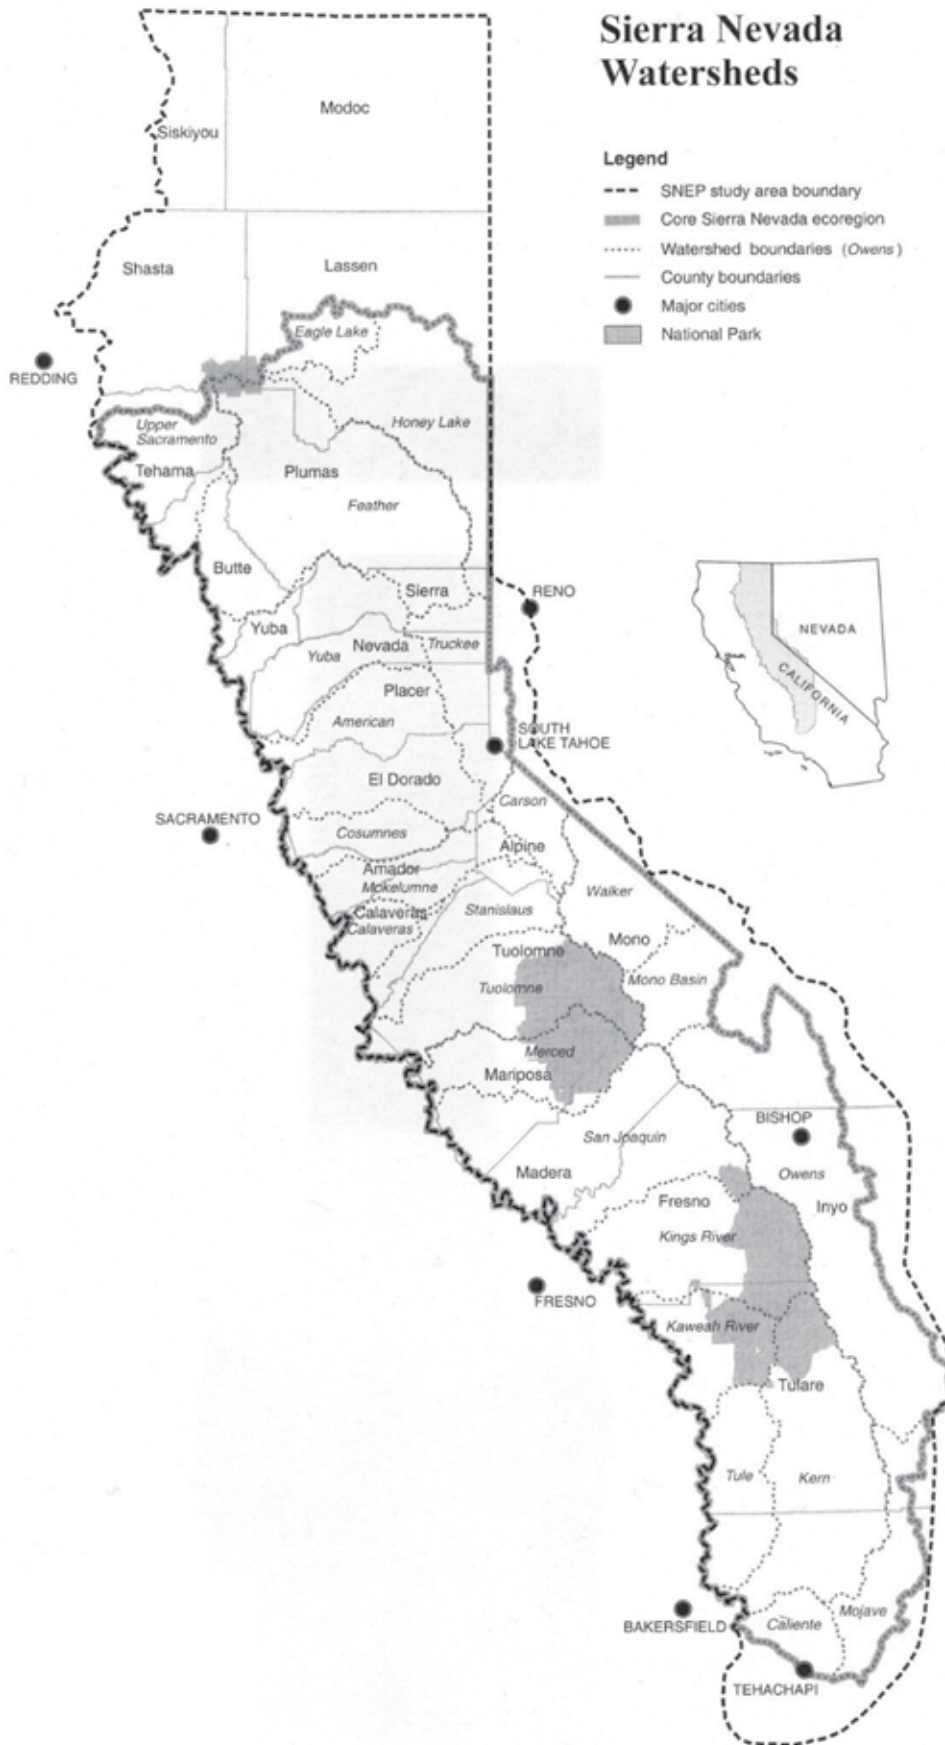 Sierra Nevada
Watersheds
Legend
SNEP study area boundary
Core Sierra Nevada ecoregion
Watershed boundaries (Owens)
County boundaries
Major cities
National Park
Modoc
Siskiyou
Shasta
Lassen
Eagle Lake
REDDING
Honey Lake
Upper
Sacramento
Tehama
Plumas
Feather
Butte
Sierra
RENO
Yuba
Yuba
Nevada
Truckee
Placer
American
SOUTH
LAKE TAHOE
El Dorado
Carson
SACRAMENTO
Cosumnes
Alpine
Amador
Mokelumne
Walker
Calaveras
Calaveras
Stanislaus
Mono
Tuolomne
Mono Basin
Tuolomne
Merced
Mariposa
BISHOP
San Joaquin
Madera
Owens
Fresno
Inyo
Kings River
FRESNO
Kaweah River
Tulare
Tule
Kern
BAKERSFIELD
Caliente
Mojave
TEHACHAPI
NEVADA
CALIFORNIA